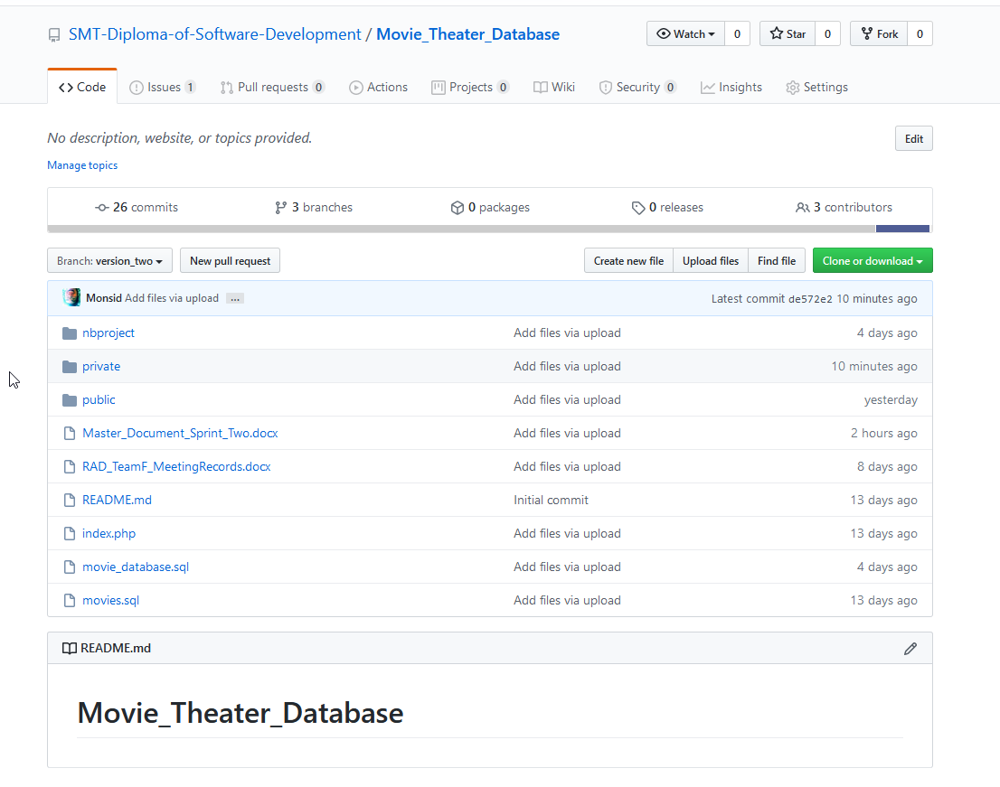 SMT-Diploma-of-Software-Development / Movie_Theater_Database Watch 0 Star 0 Fork 0
Code Issues 1 Pull requests 0 Actions Projects 0 Wiki Security 0 Insights Settings
No description, website, or topics provided. Edit
Manage topics
26 commits 3 branches 0 packages 0 releases 3 contributors
Branch: version_two New pull request Create new file Upload files Find file Clone or download
Monsid Add files via upload ... Latest commit de572e2 10 minutes ago
nbproject Add files via upload 4 days ago
private Add files via upload 10 minutes ago
public Add files via upload yesterday
Master_Document_Sprint_Two.docx Add files via upload 2 hours ago
RAD_TeamF_MeetingRecords.docx Add files via upload 8 days ago
README.md Initial commit 13 days ago
index.php Add files via upload 13 days ago
movie_database.sql Add files via upload 4 days ago
movies.sql Add files via upload 13 days ago
README.md
Movie_Theater_Database